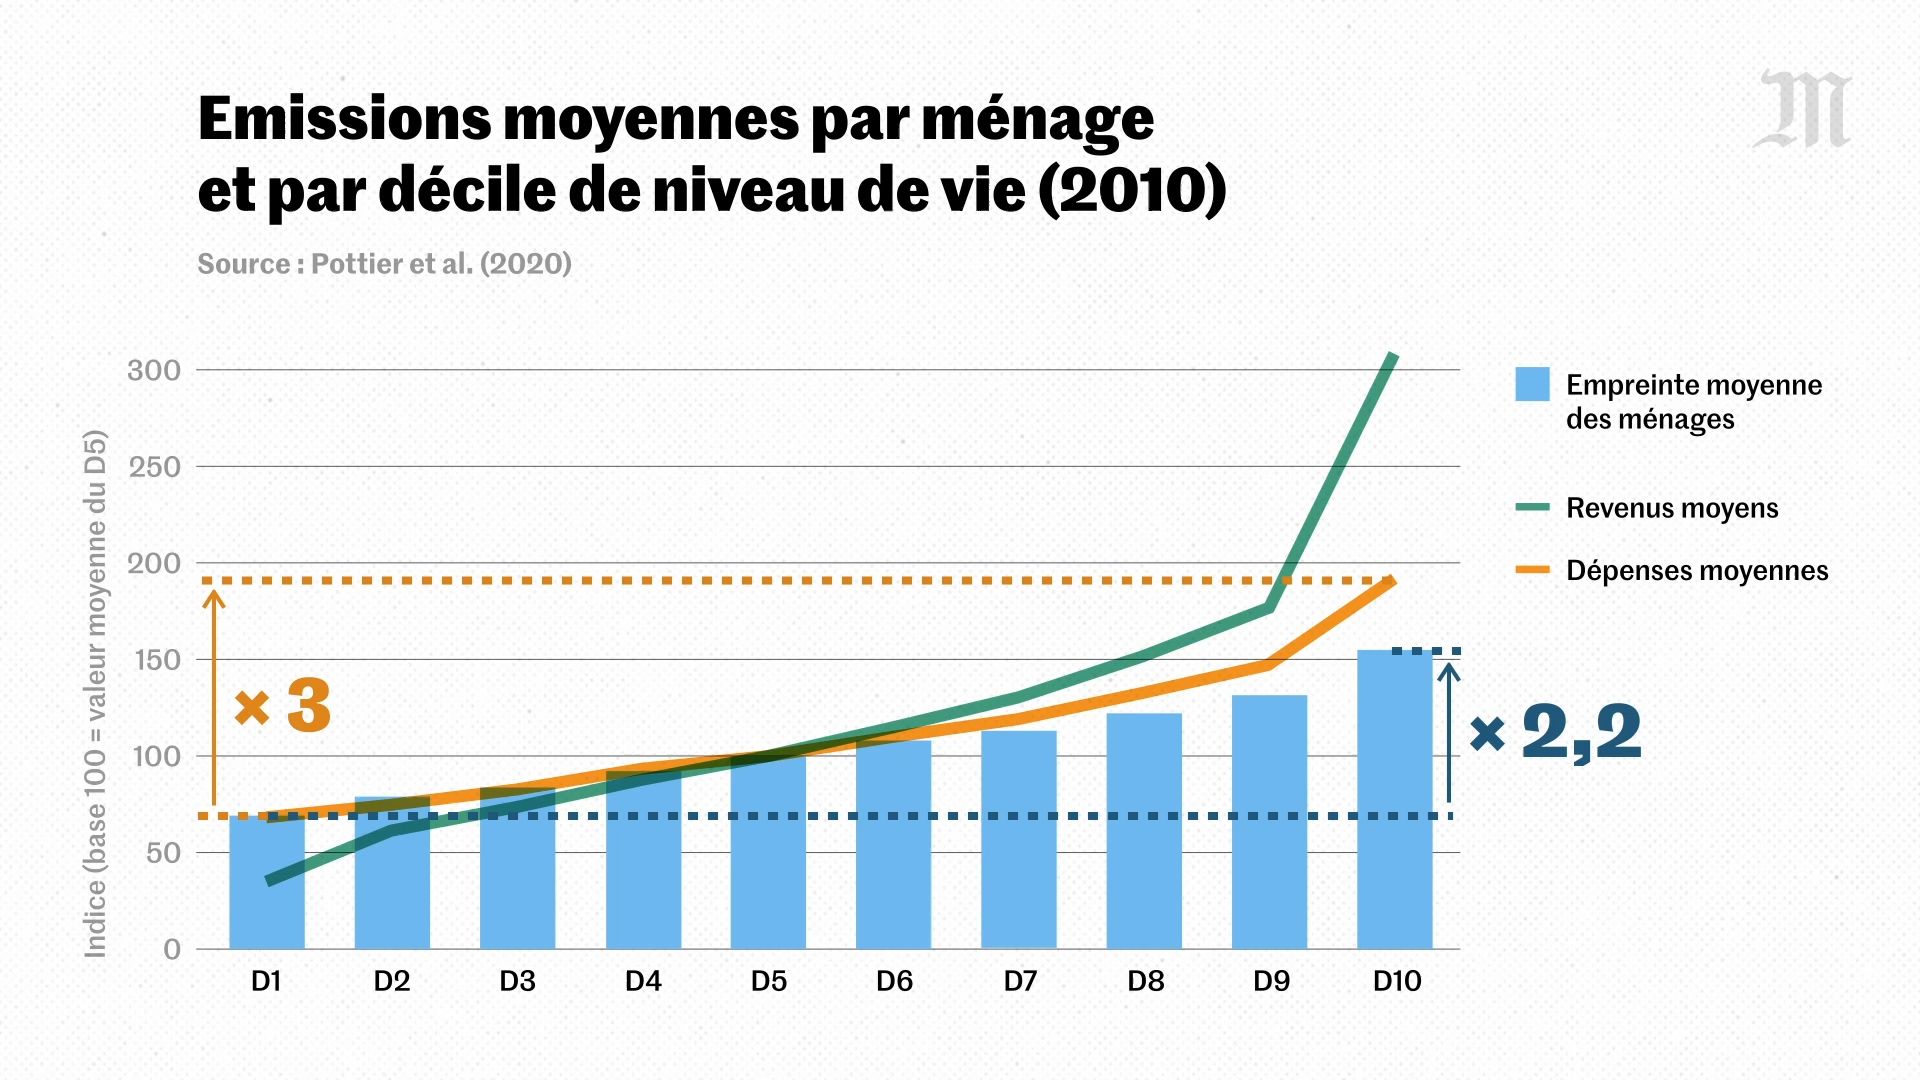 Emissions moyennes par ménage
et par décile de niveau de vie (2010)
Source : Pottier et al. (2020)
M
Indice (base 100 = valeur moyenne du D5)
300
250
200
150
100
50
0
× 3
× 2,2
D1 D2 D3 D4 D5 D6 D7 D8 D9 D10
Empreinte moyenne
des ménages
Revenus moyens
Dépenses moyennes